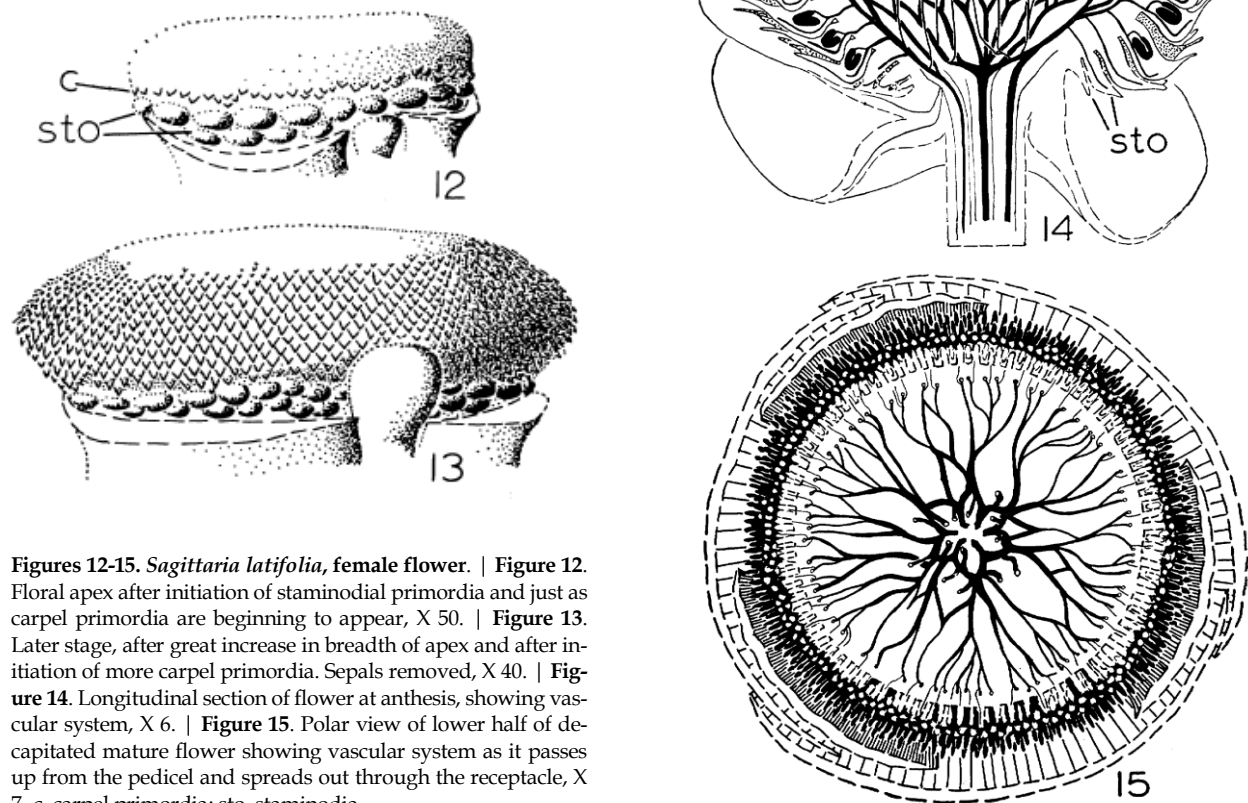 c
sto
12
13
Figures 12-15. Sagittaria latifolia, female flower. | Figure 12.
Floral apex after initiation of staminodial primordia and just as
carpel primordia are beginning to appear, X 50. | Figure 13.
Later stage, after great increase in breadth of apex and after in-
itiation of more carpel primordia. Sepals removed, X 40. | Fig-
ure 14. Longitudinal section of flower at anthesis, showing vas-
cular system, X 6. | Figure 15. Polar view of lower half of de-
capitated mature flower showing vascular system as it passes
up from the pedicel and spreads out through the receptacle, X
7. c, carpel primordia; sto, staminodia
sto
14
15